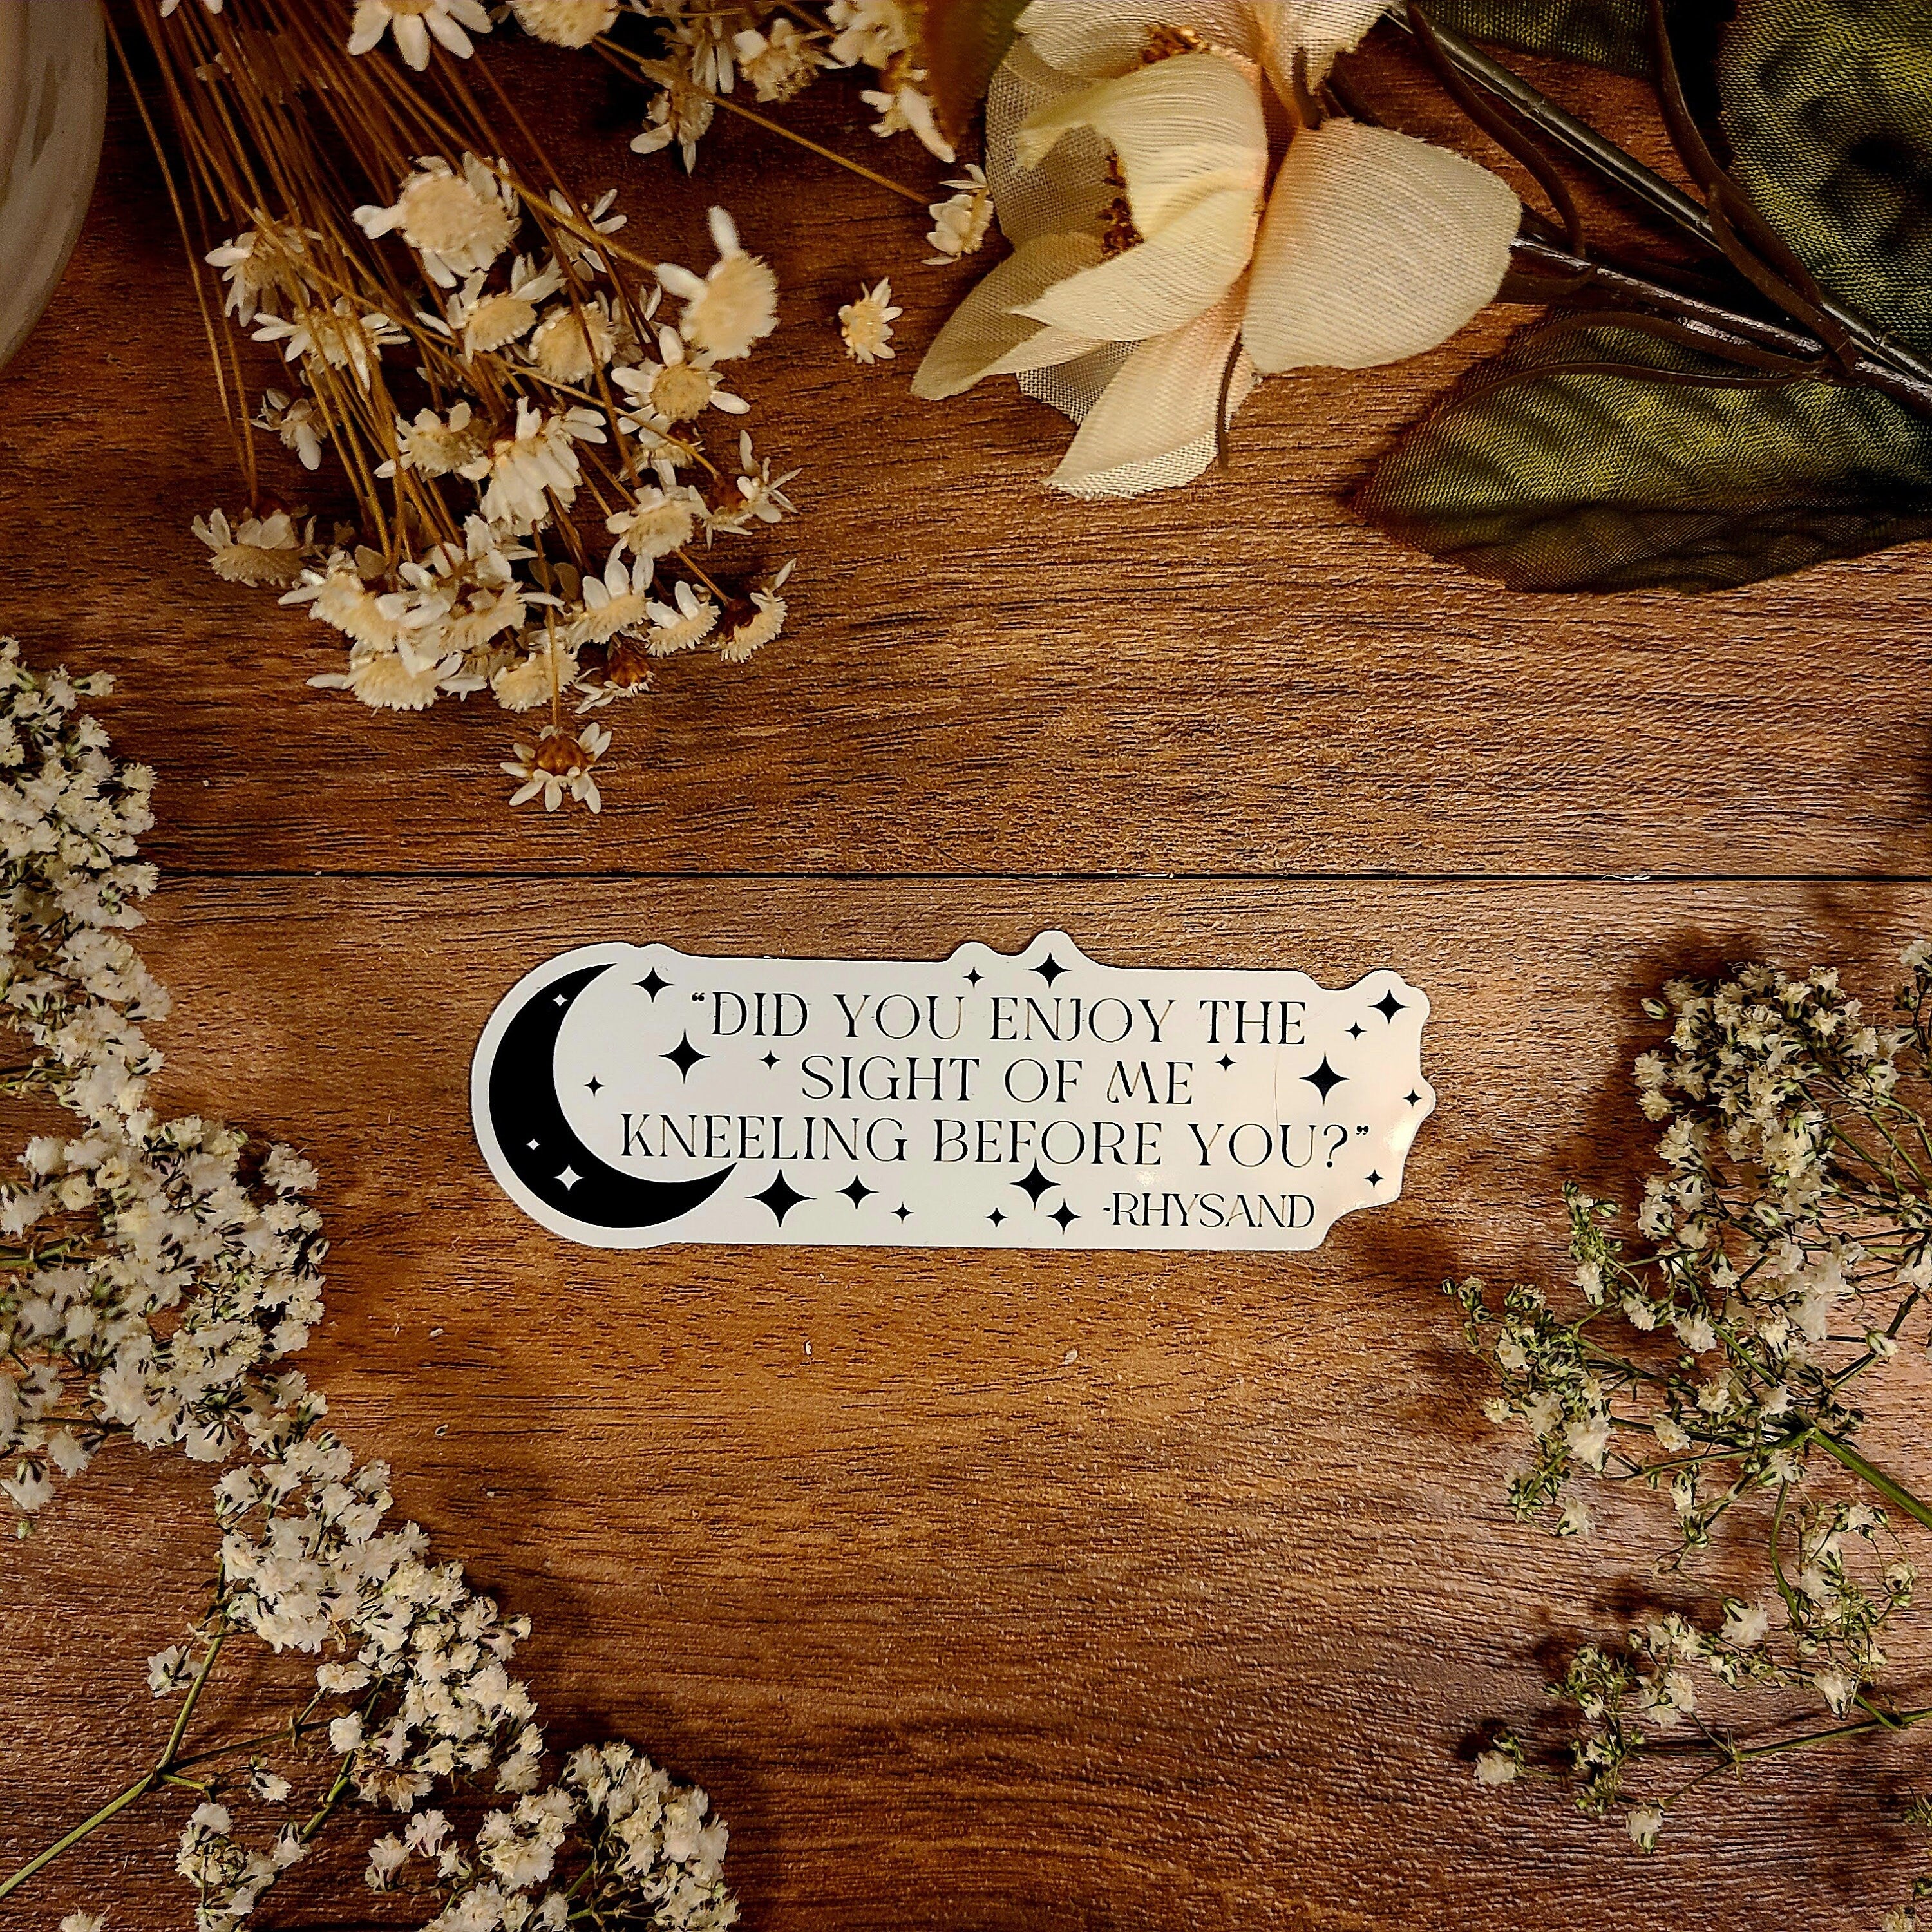 “DID YOU ENJOY THE
SIGHT OF ME
KNEELING BEFORE YOU?”
-RHYSAND